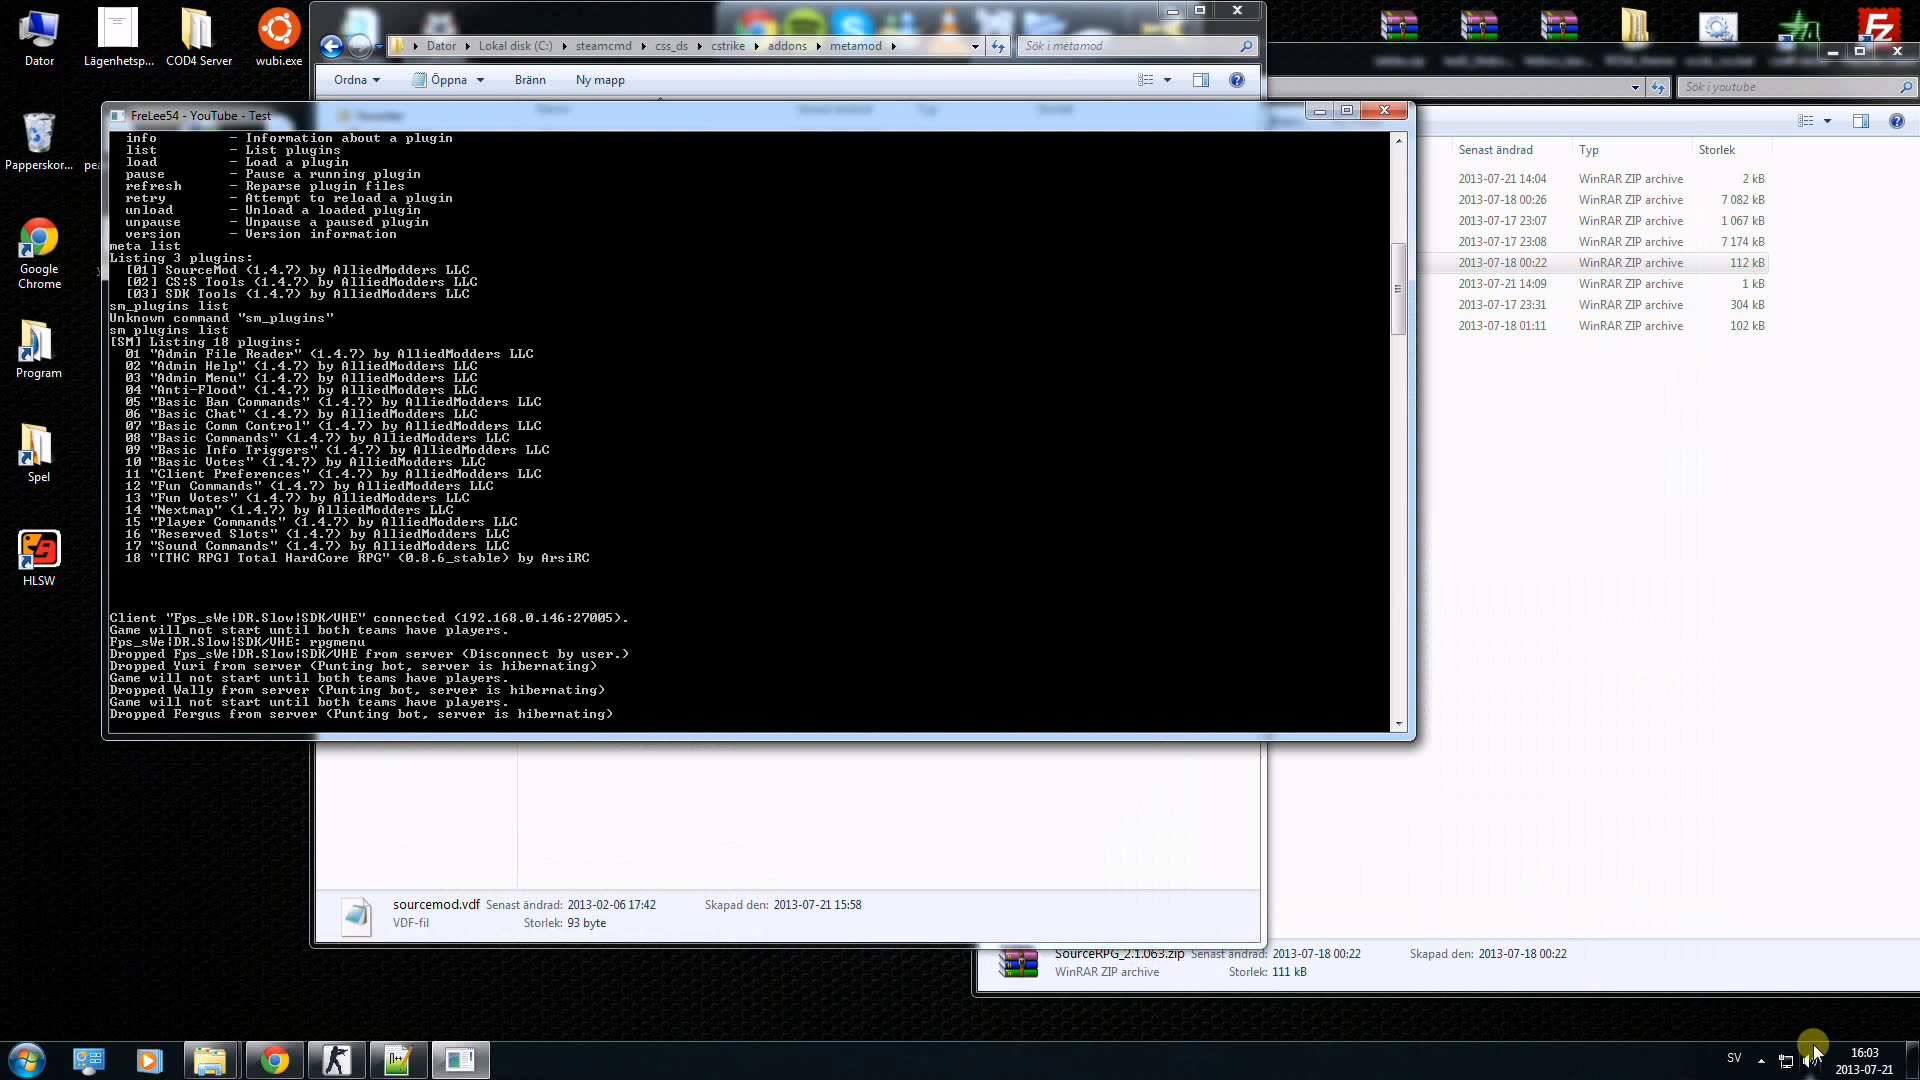 Dator
Lägenhetsp...
COD4 Server
wubi.exe
Papperskor...
Google
Chrome
Program
Spel
HLSW
Dator
Lokal disk (C:)
steamcmd
css_ds
cstrike
addons
metamod
Sök i metamod
Ordna
Öppna
Bränn
Ny mapp
Sök i youtube
FreLee54 - YouTube - Test
info - Information about a plugin
list - List plugins
load - Load a plugin
pause - Pause a running plugin
refresh - Reparse plugin files
retry - Attempt to reload a plugin
unload - Unload a loaded plugin
unpause - Unpause a paused plugin
version - Version information
meta list
Listing 3 plugins:
[01] SourceMod (1.4.7) by AlliedModders LLC
[02] CS:S Tools (1.4.7) by AlliedModders LLC
[03] SDK Tools (1.4.7) by AlliedModders LLC
sm_plugins list
Unknown command "sm_plugins"
sm plugins list
[SM] Listing 18 plugins:
01 "Admin File Reader" (1.4.7) by AlliedModders LLC
02 "Admin Help" (1.4.7) by AlliedModders LLC
03 "Admin Menu" (1.4.7) by AlliedModders LLC
04 "Anti-Flood" (1.4.7) by AlliedModders LLC
05 "Basic Ban Commands" (1.4.7) by AlliedModders LLC
06 "Basic Chat" (1.4.7) by AlliedModders LLC
07 "Basic Comm Control" (1.4.7) by AlliedModders LLC
08 "Basic Commands" (1.4.7) by AlliedModders LLC
09 "Basic Info Triggers" (1.4.7) by AlliedModders LLC
10 "Basic Votes" (1.4.7) by AlliedModders LLC
11 "Client Preferences" (1.4.7) by AlliedModders LLC
12 "Fun Commands" (1.4.7) by AlliedModders LLC
13 "Fun Votes" (1.4.7) by AlliedModders LLC
14 "Nextmap" (1.4.7) by AlliedModders LLC
15 "Player Commands" (1.4.7) by AlliedModders LLC
16 "Reserved Slots" (1.4.7) by AlliedModders LLC
17 "Sound Commands" (1.4.7) by AlliedModders LLC
18 "[THC RPG] Total HardCore RPG" (0.8.6_stable) by ArsiRC
Client "Fps_sWe¦DR.Slow¦SDK/VHE" connected (192.168.0.146:27005).
Game will not start until both teams have players.
Fps_sWe¦DR.Slow¦SDK/VHE: rpgmenu
Dropped Fps_sWe¦DR.Slow¦SDK/VHE from server (Disconnect by user.)
Dropped Yuri from server (Punting bot, server is hibernating)
Game will not start until both teams have players.
Dropped Wally from server (Punting bot, server is hibernating)
Game will not start until both teams have players.
Dropped Fergus from server (Punting bot, server is hibernating)
Senast ändrad Typ Storlek
2013-07-21 14:04 WinRAR ZIP archive 2 kB
2013-07-18 00:26 WinRAR ZIP archive 7 082 kB
2013-07-17 23:07 WinRAR ZIP archive 1 067 kB
2013-07-17 23:08 WinRAR ZIP archive 7 174 kB
2013-07-18 00:22 WinRAR ZIP archive 112 kB
2013-07-21 14:09 WinRAR ZIP archive 1 kB
2013-07-17 23:31 WinRAR ZIP archive 304 kB
2013-07-18 01:11 WinRAR ZIP archive 102 kB
sourcemod.vdf Senast ändrad: 2013-02-06 17:42 Skapad den: 2013-07-21 15:58
VDF-fil Storlek: 93 byte
SourceRPG_2.1.063.zip Senast ändrad: 2013-07-18 00:22 Skapad den: 2013-07-18 00:22
WinRAR ZIP archive Storlek: 111 kB
SV
16:03
2013-07-21